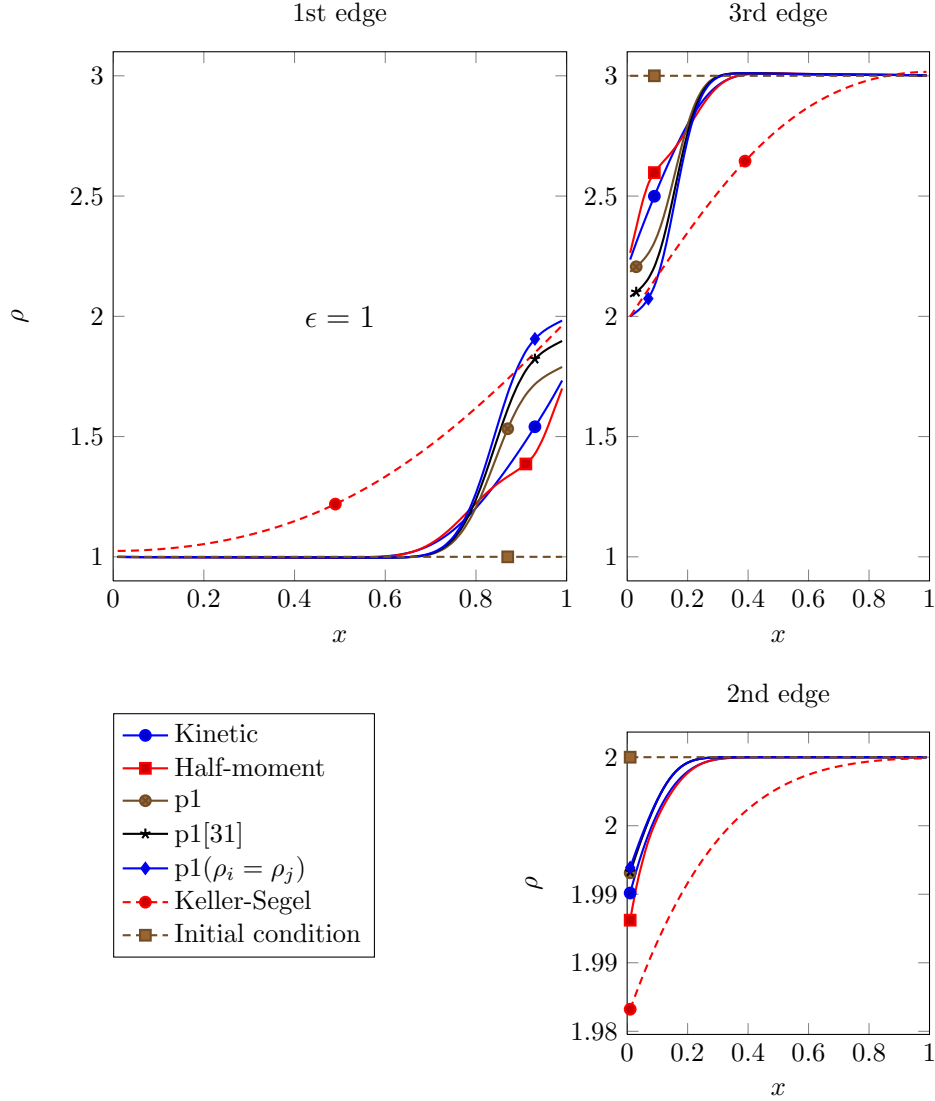 1st edge
3rd edge
3
2.5
2
1.5
1
ρ
ϵ = 1
0
0.2
0.4
0.6
0.8
1
x
3
2.5
2
1.5
1
0
0.2
0.4
0.6
0.8
1
x
Kinetic
Half-moment
p1
p1[31]
p1(ρi = ρj)
Keller-Segel
Initial condition
2nd edge
2
2
1.99
1.99
1.98
ρ
0
0.2
0.4
0.6
0.8
1
x